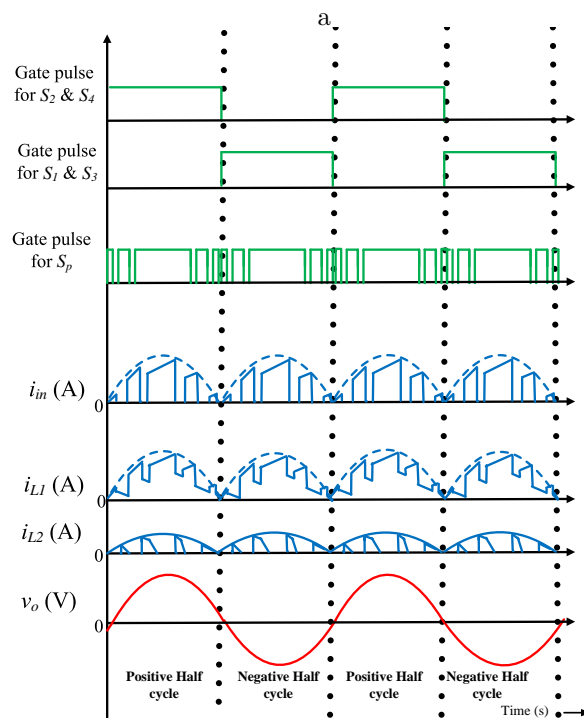 a
Gate pulse
for S2 & S4
Gate pulse
for S1 & S3
Gate pulse
for Sp
iin (A)
0
iL1 (A)
0
iL2 (A)
0
vo (V)
0
Positive Half
cycle
Negative Half
cycle
Positive Half
cycle
Negative Half
cycle
Time (s)